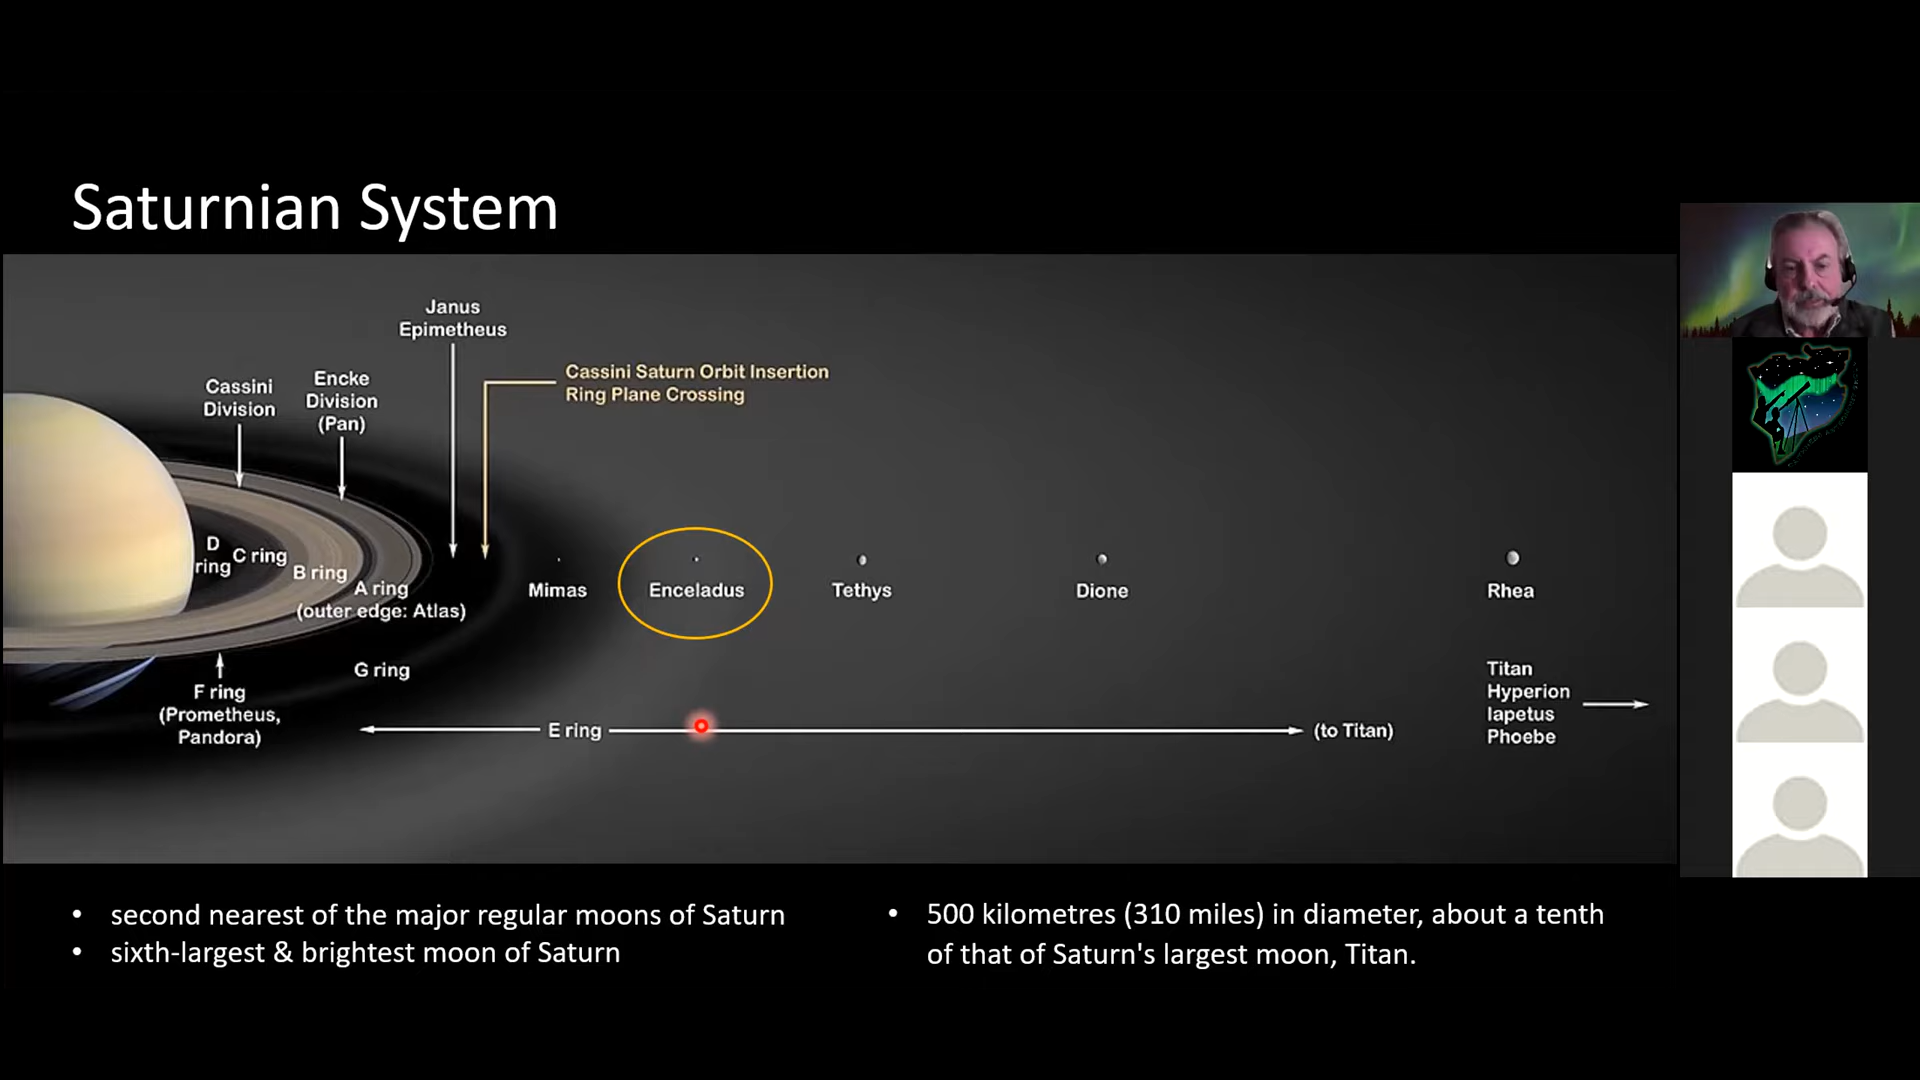 Saturnian System
Janus
Epimetheus
Cassini Saturn Orbit Insertion
Ring Plane Crossing
Cassini
Division
Encke
Division
(Pan)
D
ring
C ring
B ring
A ring
(outer edge: Atlas)
Mimas
Enceladus
Tethys
Dione
Rhea
G ring
F ring
(Prometheus,
Pandora)
E ring
(to Titan)
Titan
Hyperion
Iapetus
Phoebe
• second nearest of the major regular moons of Saturn
• sixth-largest & brightest moon of Saturn
• 500 kilometres (310 miles) in diameter, about a tenth
of that of Saturn's largest moon, Titan.